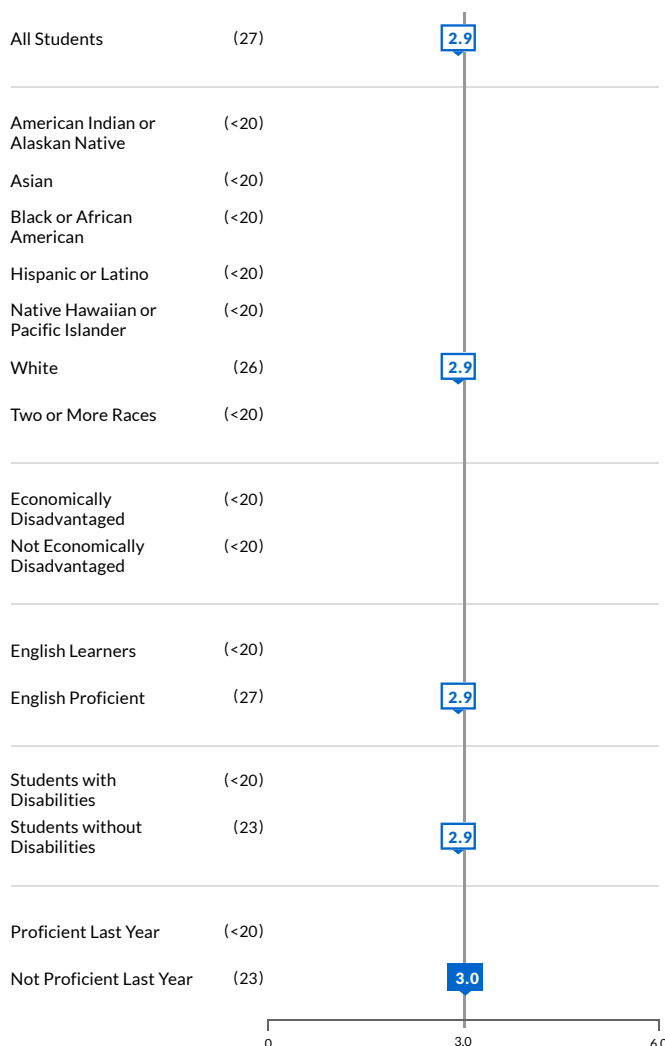 All Students (27) 2.9
American Indian or (<20)
Alaskan Native
Asian (<20)
Black or African (<20)
American
Hispanic or Latino (<20)
Native Hawaiian or (<20)
Pacific Islander
White (26) 2.9
Two or More Races (<20)
Economically (<20)
Disadvantaged
Not Economically (<20)
Disadvantaged
English Learners (<20)
English Proficient (27) 2.9
Students with (<20)
Disabilities
Students without (23) 2.9
Disabilities
Proficient Last Year (<20)
Not Proficient Last Year (23) 3.0
0 3.0 6.0